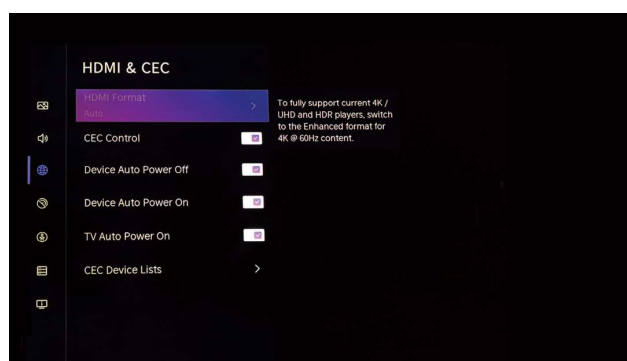 HDMI & CEC
HDMI Format
Auto
To fully support current 4K /
UHD and HDR players, switch
to the Enhanced format for
4K @ 60Hz content.
CEC Control
Device Auto Power Off
Device Auto Power On
TV Auto Power On
CEC Device Lists